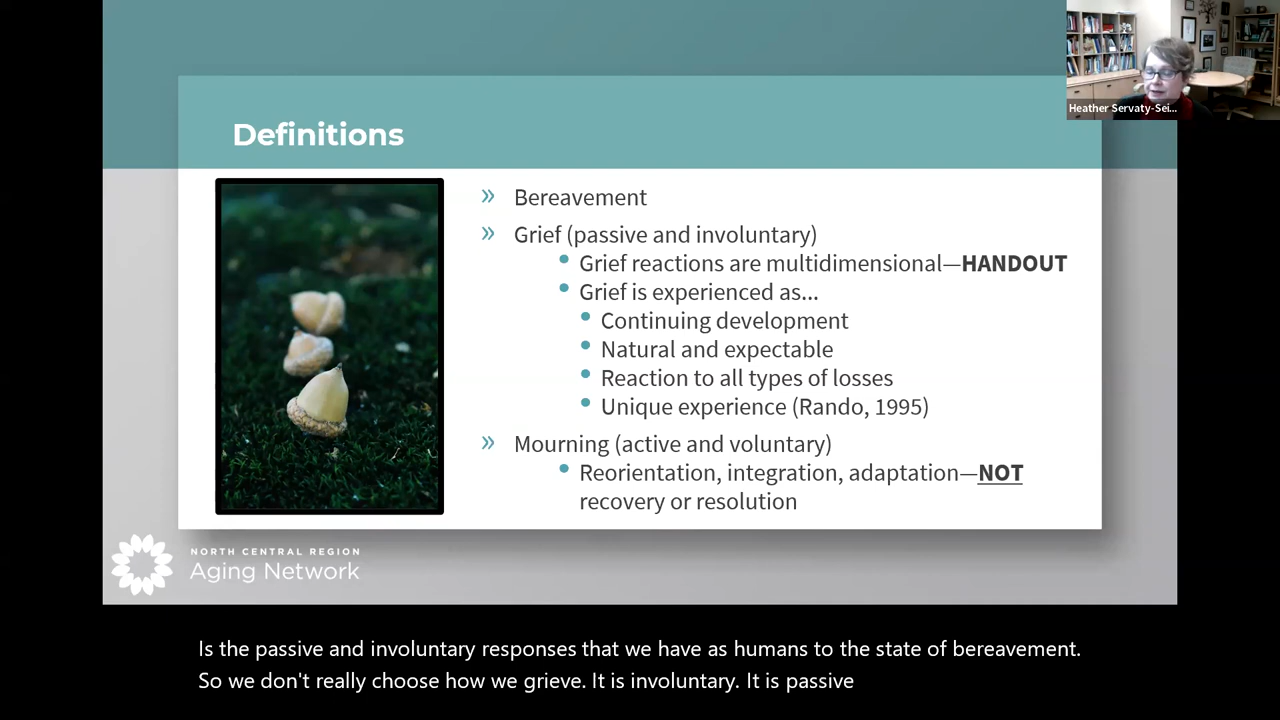 Heather Servaty-Sei...
Definitions
» Bereavement
» Grief (passive and involuntary)
• Grief reactions are multidimensional—HANDOUT
• Grief is experienced as...
• Continuing development
• Natural and expectable
• Reaction to all types of losses
• Unique experience (Rando, 1995)
» Mourning (active and voluntary)
• Reorientation, integration, adaptation—NOT
recovery or resolution
NORTH CENTRAL REGION
Aging Network
Is the passive and involuntary responses that we have as humans to the state of bereavement.
So we don't really choose how we grieve. It is involuntary. It is passive